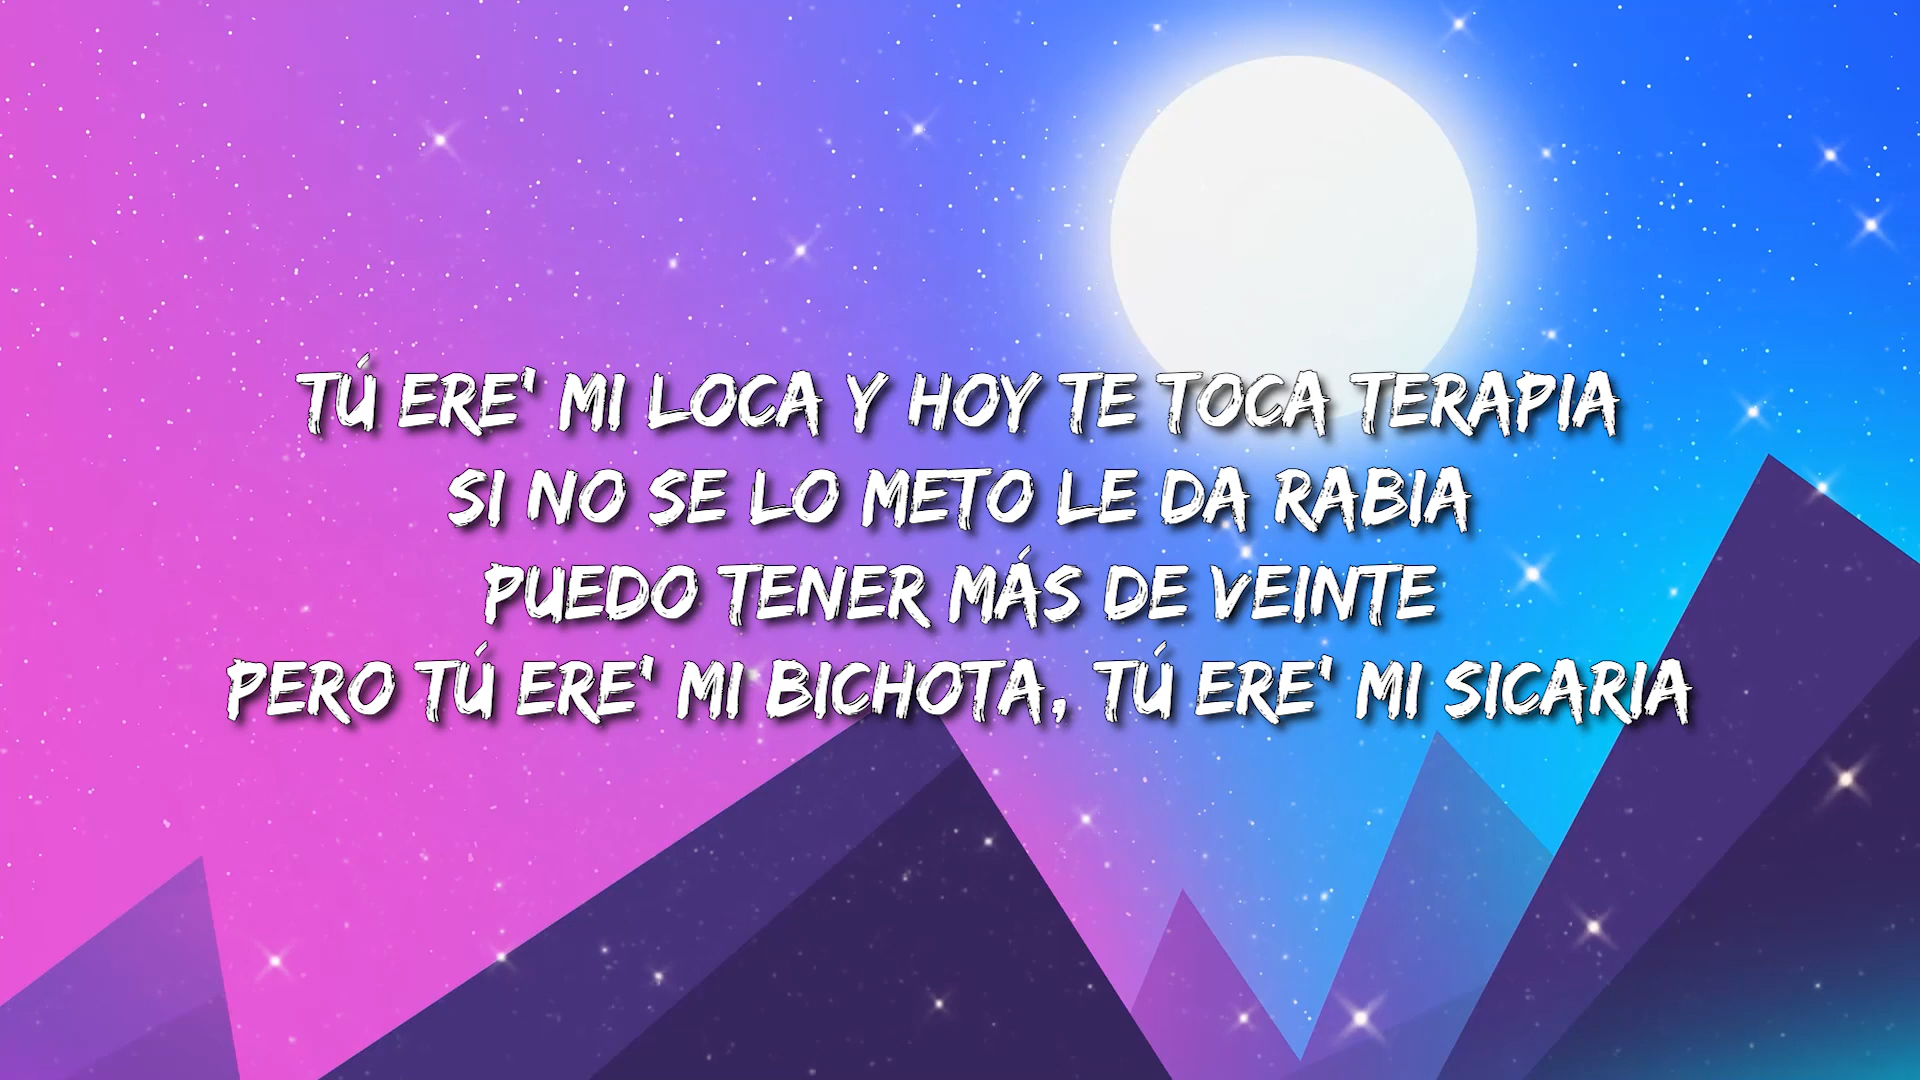 TÚ ERE' MI LOCA Y HOY TE TOCA TERAPIA
SI NO SE LO METO LE DA RABIA
PUEDO TENER MÁS DE VEINTE
PERO TÚ ERE' MI BICHOTA, TÚ ERE' MI SICARIA